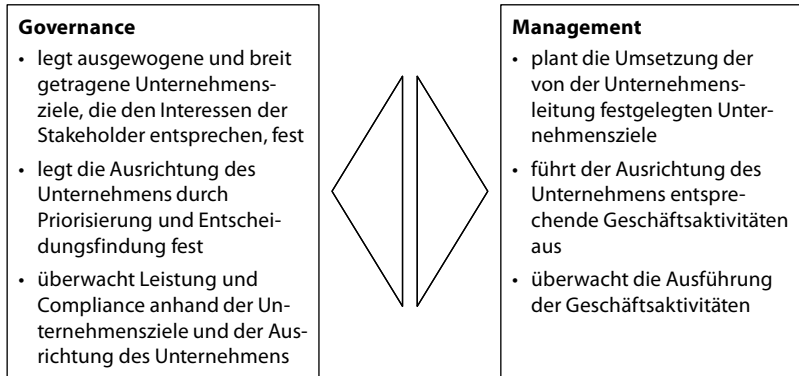 Governance
• legt ausgewogene und breit
getragene Unternehmens-
ziele, die den Interessen der
Stakeholder entsprechen, fest
• legt die Ausrichtung des
Unternehmens durch
Priorisierung und Entschei-
dungsfindung fest
• überwacht Leistung und
Compliance anhand der Un-
ternehmensziele und der Aus-
richtung des Unternehmens
Management
• plant die Umsetzung der
von der Unternehmens-
leitung festgelegten Unter-
nehmensziele
• führt der Ausrichtung des
Unternehmens entspre-
chende Geschäftsaktivitäten
aus
• überwacht die Ausführung
der Geschäftsaktivitäten